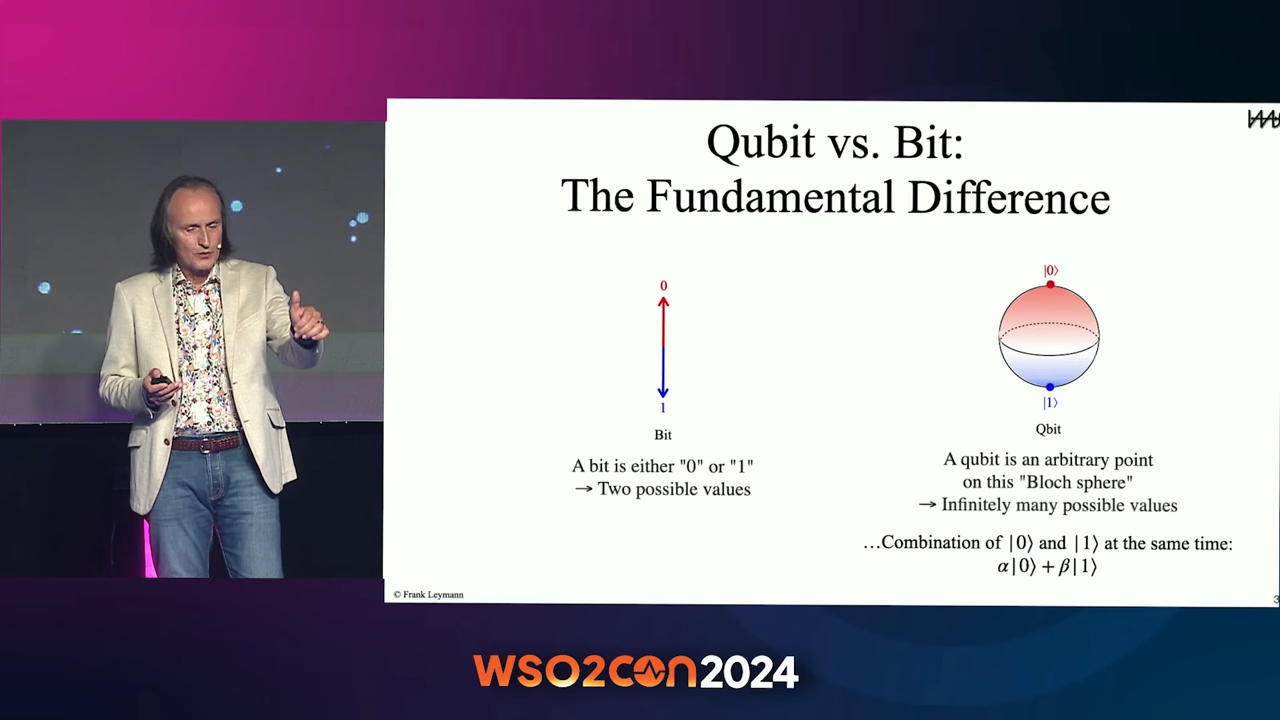 Qubit vs. Bit:
The Fundamental Difference
0
1
Bit
A bit is either "0" or "1"
→ Two possible values
|0⟩
|1⟩
Qbit
A qubit is an arbitrary point
on this "Bloch sphere"
→ Infinitely many possible values
…Combination of |0⟩ and |1⟩ at the same time:
α|0⟩ + β|1⟩
© Frank Leymann
3
WSO2CON2024